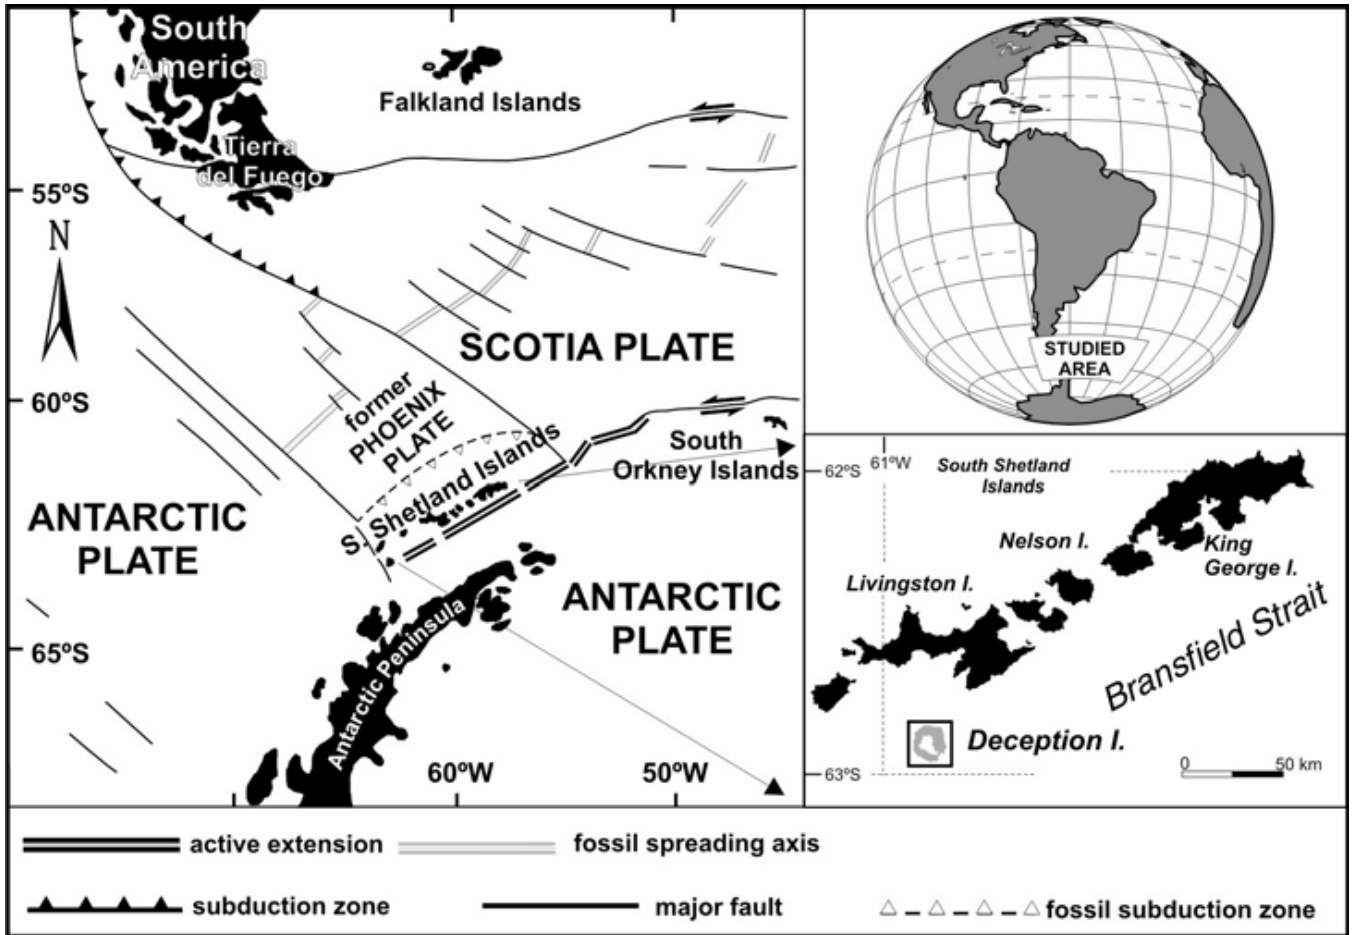 South
America
Falkland Islands
Tierra
del Fuego
55ºS
N
SCOTIA PLATE
60ºS
former
PHOENIX
PLATE
S. Shetland Islands
South
Orkney Islands
ANTARCTIC
PLATE
ANTARCTIC
PLATE
65ºS
Antarctic Peninsula
60ºW
50ºW
STUDIED
AREA
62ºS
61ºW
South Shetland
Islands
Nelson I.
King
George I.
Livingston I.
Bransfield Strait
Deception I.
63ºS
0
50 km
active extension
fossil spreading axis
subduction zone
major fault
fossil subduction zone